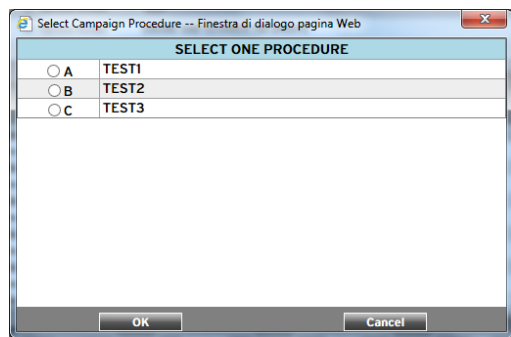 Select Campaign Procedure -- Finestra di dialogo pagina Web
SELECT ONE PROCEDURE
A TEST1
B TEST2
C TEST3
OK Cancel